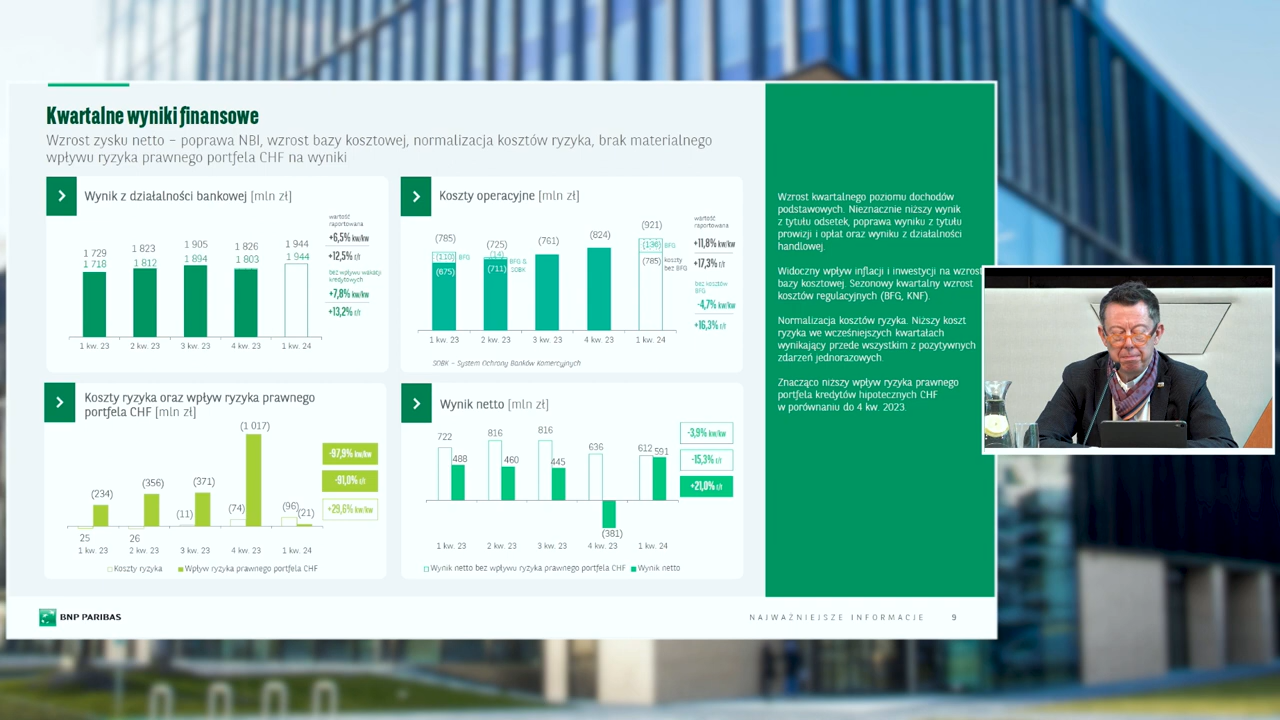 Kwartalne wyniki finansowe
Wzrost zysku netto – poprawa NBI, wzrost bazy kosztowej, normalizacja kosztów ryzyka, brak materialnego
wpływu ryzyka prawnego portfela CHF na wyniki
Wynik z działalności bankowej [mln zł]
wartość
raportowana
+6,5% kw/kw
+12,5% r/r
bez wpływu wakacji
kredytowych
+7,8% kw/kw
+13,2% r/r
1 729 1 823 1 905 1 826 1 944
1 718 1 812 1 894 1 803 1 944
1 kw. 23 2 kw. 23 3 kw. 23 4 kw. 23 1 kw. 24
Koszty operacyjne [mln zł]
(785) (725) (761) (824) (921)
(110) BFG (14) BFG & SOBK (136) BFG
(675) (711) (785) koszty bez BFG
wartość
raportowana
+11,8% kw/kw
+17,3% r/r
bez kosztów
BFG
-4,7% kw/kw
+16,3% r/r
1 kw. 23 2 kw. 23 3 kw. 23 4 kw. 23 1 kw. 24
SOBK – System Ochrony Banków Komercyjnych
Koszty ryzyka oraz wpływ ryzyka prawnego
portfela CHF [mln zł]
(234) (356) (371) (1 017) (21)
25 26 (11) (74) (96)
-97,9% kw/kw
-91,0% r/r
+29,6% kw/kw
1 kw. 23 2 kw. 23 3 kw. 23 4 kw. 23 1 kw. 24
Koszty ryzyka Wpływ ryzyka prawnego portfela CHF
Wynik netto [mln zł]
722 816 816 636 612
488 460 445 (381) 591
-3,9% kw/kw
-15,3% r/r
+21,0% r/r
1 kw. 23 2 kw. 23 3 kw. 23 4 kw. 23 1 kw. 24
Wynik netto bez wpływu ryzyka prawnego portfela CHF Wynik netto
Wzrost kwartalnego poziomu dochodów
podstawowych. Nieznacznie niższy wynik
z tytułu odsetek, poprawa wyniku z tytułu
prowizji i opłat oraz wyniku z działalności
handlowej.
Widoczny wpływ inflacji i inwestycji na wzrost
bazy kosztowej. Sezonowy kwartalny wzrost
kosztów regulacyjnych (BFG, KNF).
Normalizacja kosztów ryzyka. Niższy koszt
ryzyka we wcześniejszych kwartałach
wynikający przede wszystkim z pozytywnych
zdarzeń jednorazowych.
Znacząco niższy wpływ ryzyka prawnego
portfela kredytów hipotecznych CHF
w porównaniu do 4 kw. 2023.
BNP PARIBAS
NAJWAŻNIEJSZE INFORMACJE 9